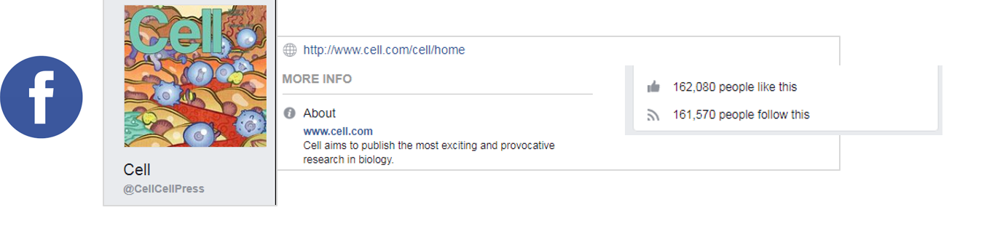 f
Cell
Cell
@CellCellPress
http://www.cell.com/cell/home
MORE INFO
About
www.cell.com
Cell aims to publish the most exciting and provocative
research in biology.
162,080 people like this
161,570 people follow this